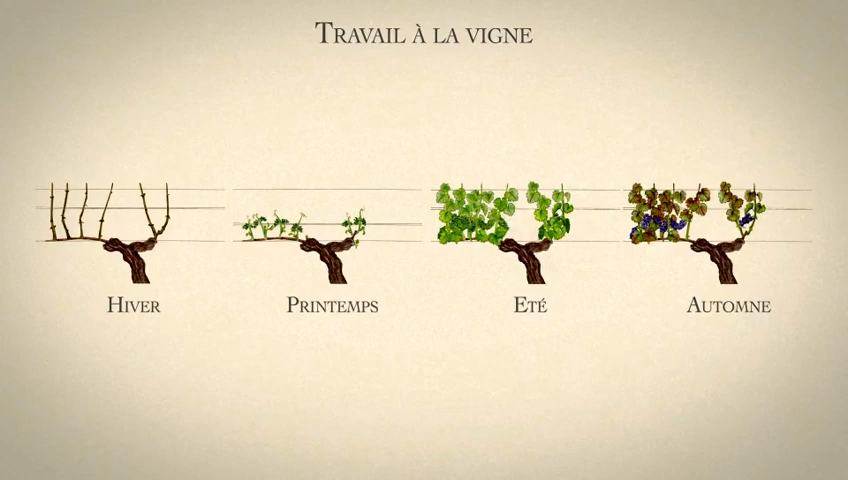 Travail à la vigne
Hiver
Printemps
Eté
Automne